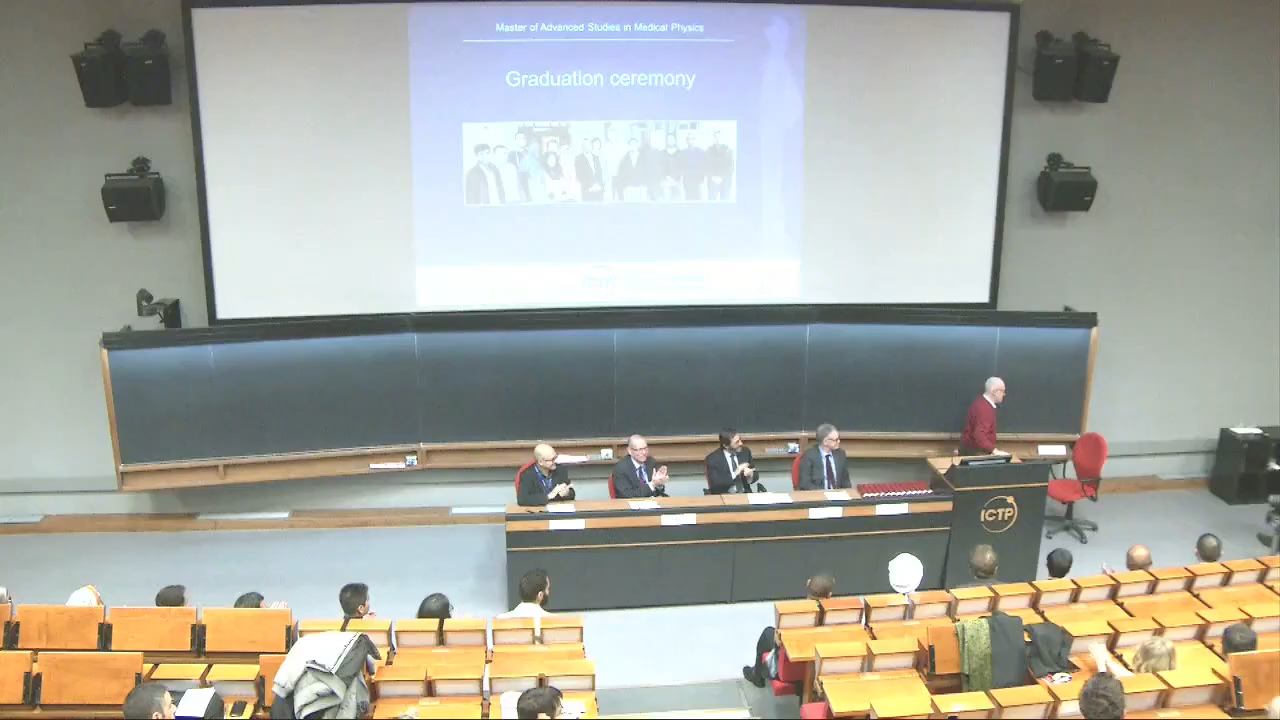 Master of Advanced Studies in Medical Physics
Graduation ceremony
ICTP